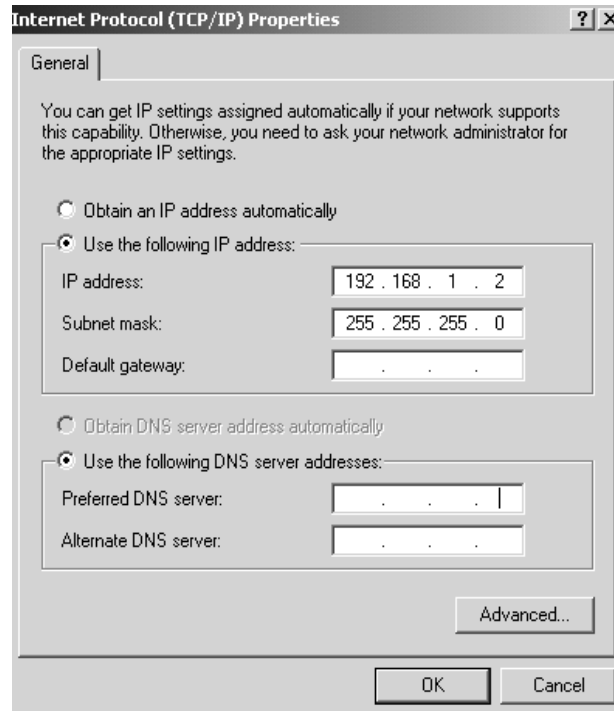 Internet Protocol (TCP/IP) Properties
General
You can get IP settings assigned automatically if your network supports
this capability. Otherwise, you need to ask your network administrator for
the appropriate IP settings.
Obtain an IP address automatically
Use the following IP address:
IP address: 192 . 168 . 1 . 2
Subnet mask: 255 . 255 . 255 . 0
Default gateway: . . .
Obtain DNS server address automatically
Use the following DNS server addresses:
Preferred DNS server: . . .
Alternate DNS server: . . .
Advanced...
OK Cancel